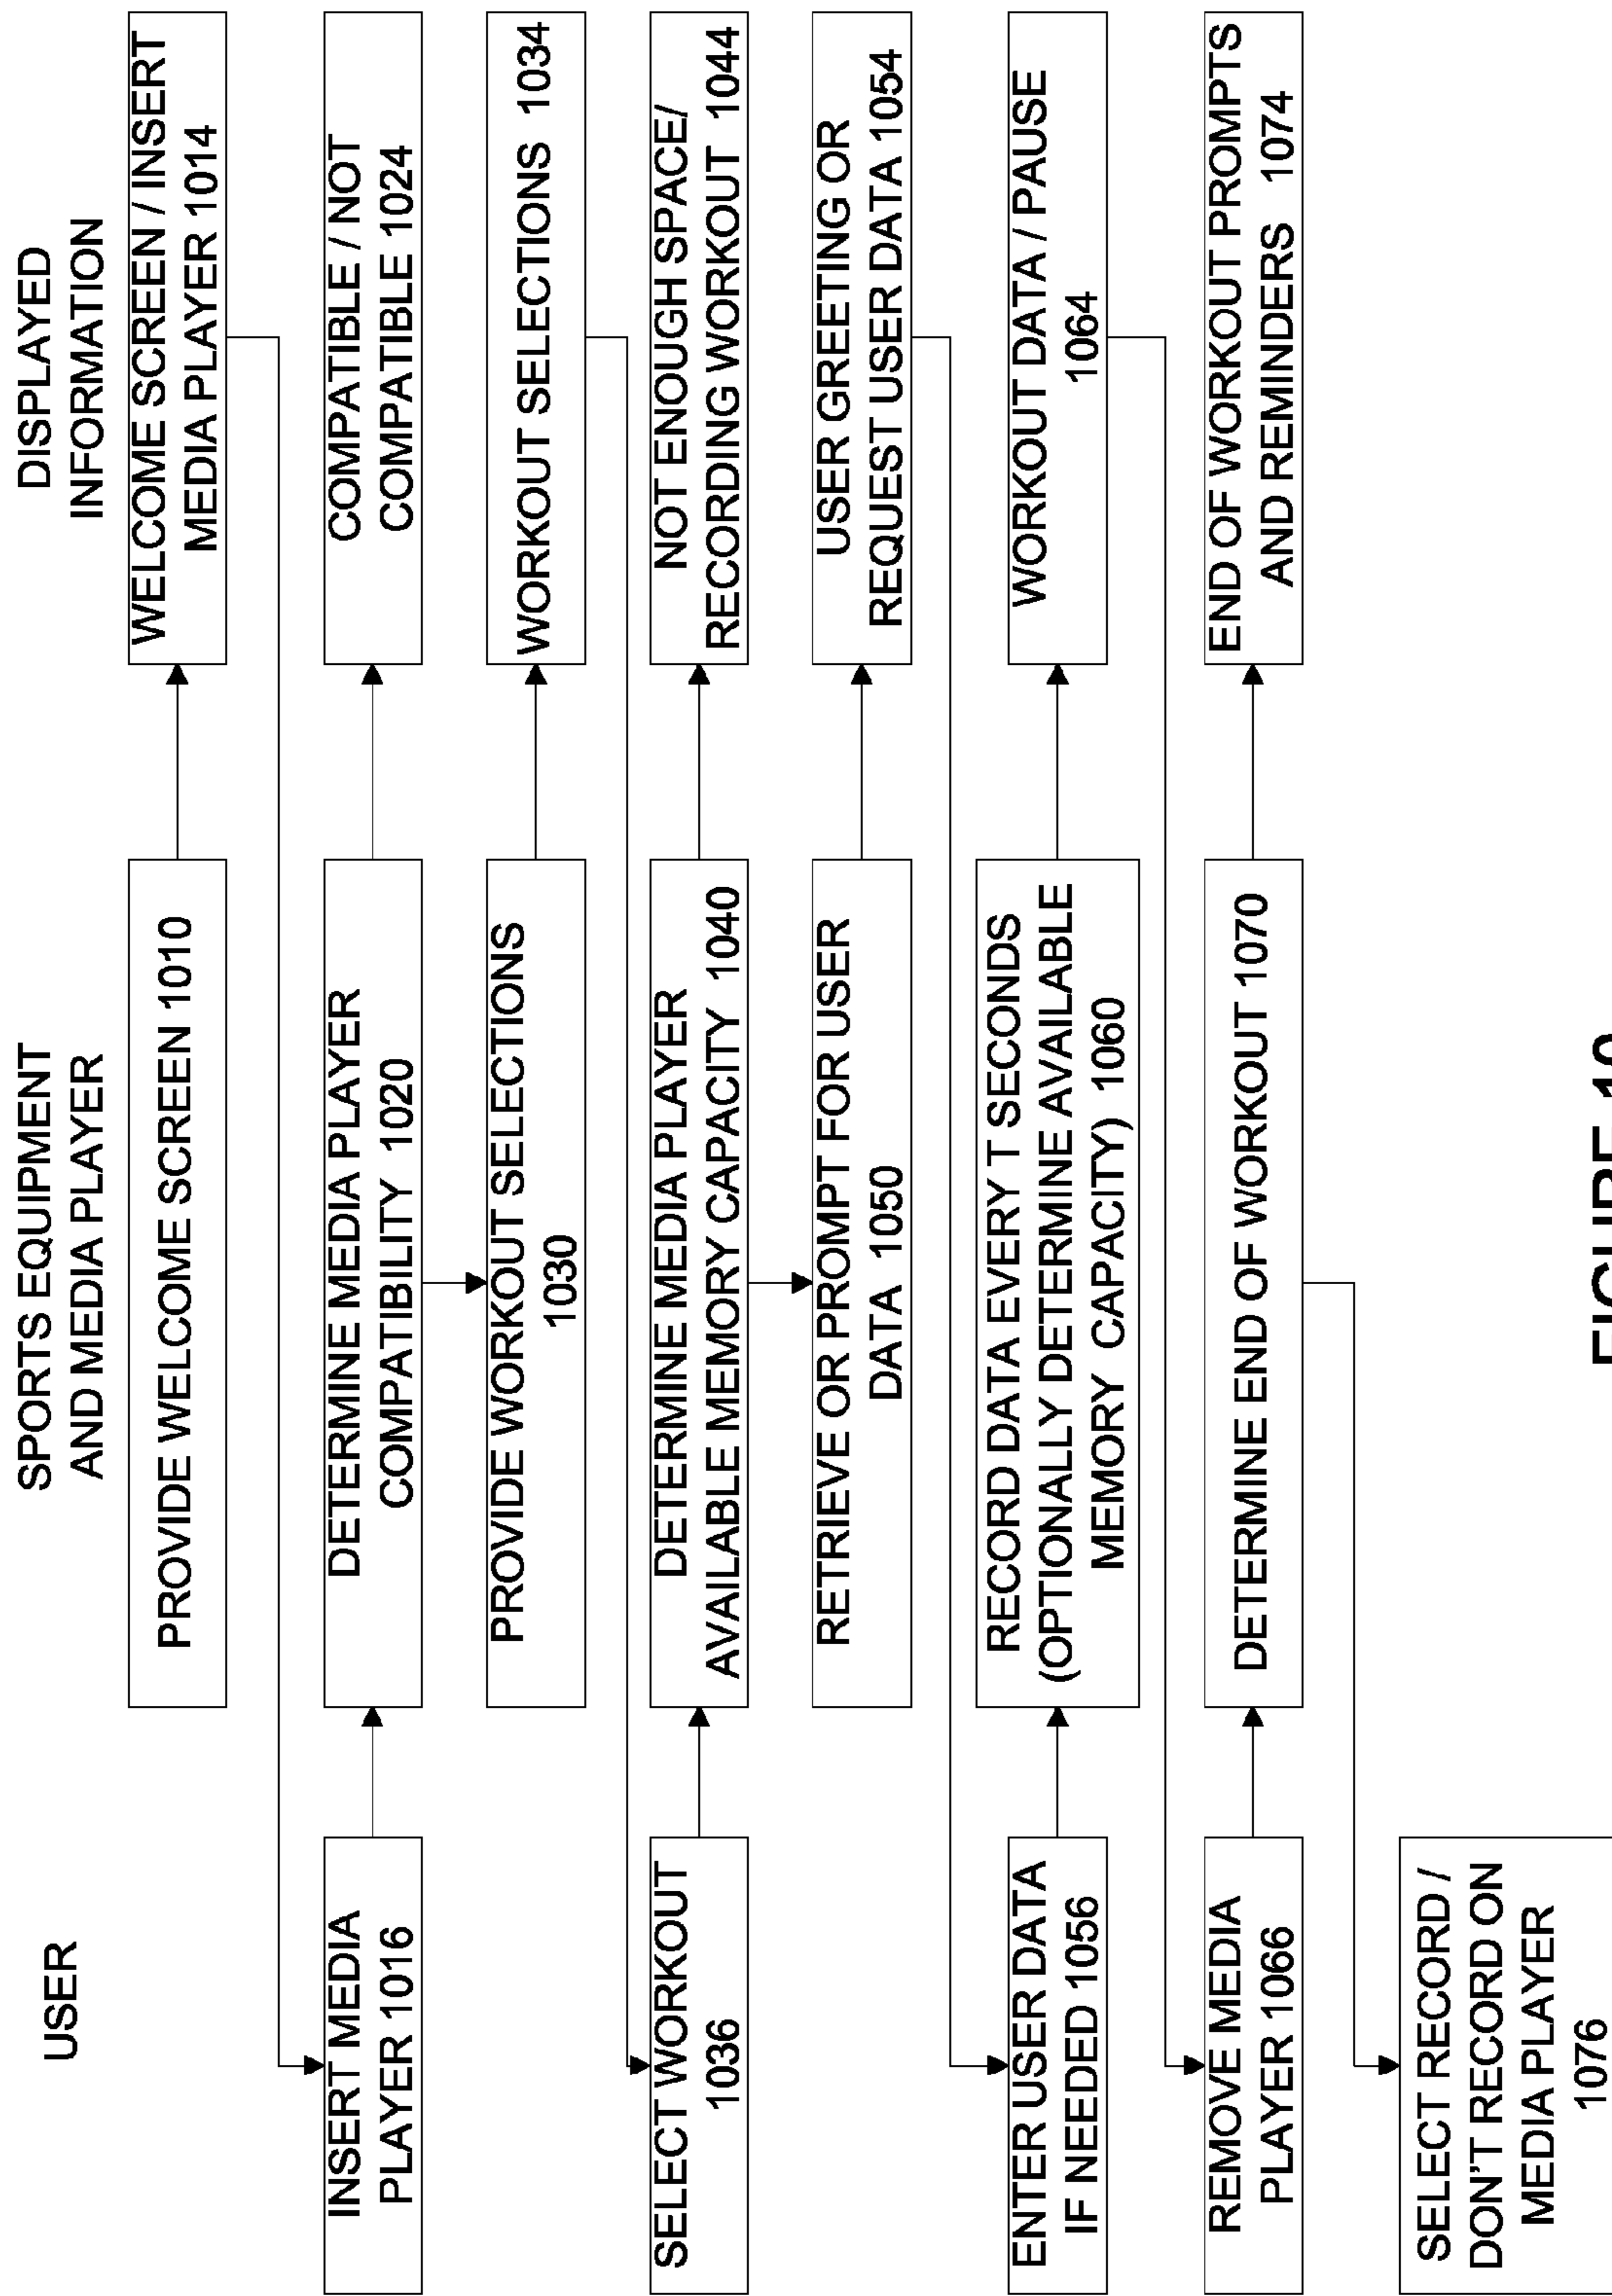 USER
SPORTS EQUIPMENT
AND MEDIA PLAYER
DISPLAYED
INFORMATION
PROVIDE WELCOME SCREEN 1010
WELCOME SCREEN / INSERT
MEDIA PLAYER 1014
INSERT MEDIA
PLAYER 1016
DETERMINE MEDIA PLAYER
COMPATIBILITY 1020
COMPATIBLE / NOT
COMPATIBLE 1024
PROVIDE WORKOUT SELECTIONS
1030
WORKOUT SELECTIONS 1034
SELECT WORKOUT
1036
DETERMINE MEDIA PLAYER
AVAILABLE MEMORY CAPACITY 1040
NOT ENOUGH SPACE/
RECORDING WORKOUT 1044
RETRIEVE OR PROMPT FOR USER
DATA 1050
USER GREETING OR
REQUEST USER DATA 1054
ENTER USER DATA
IF NEEDED 1056
RECORD DATA EVERY T SECONDS
(OPTIONALLY DETERMINE AVAILABLE
MEMORY CAPACITY) 1060
WORKOUT DATA / PAUSE
1064
REMOVE MEDIA
PLAYER 1066
DETERMINE END OF WORKOUT 1070
END OF WORKOUT PROMPTS
AND REMINDERS 1074
SELECT RECORD /
DON'T RECORD ON
MEDIA PLAYER
1076
FIGURE